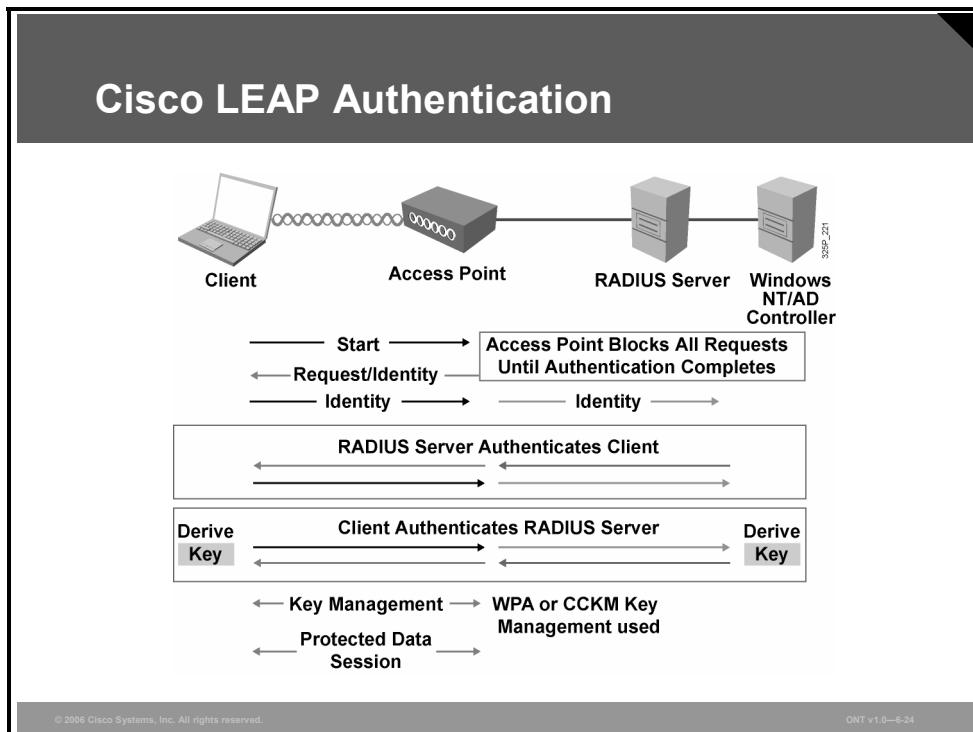 Cisco LEAP Authentication
325P_221
Client
Access Point
RADIUS Server
Windows
NT/AD
Controller
Start
Access Point Blocks All Requests
Until Authentication Completes
Request/Identity
Identity
Identity
RADIUS Server Authenticates Client
Derive
Key
Client Authenticates RADIUS Server
Derive
Key
Key Management
WPA or CCKM Key
Management used
Protected Data
Session
© 2006 Cisco Systems, Inc. All rights reserved.
ONT v1.0—6-24